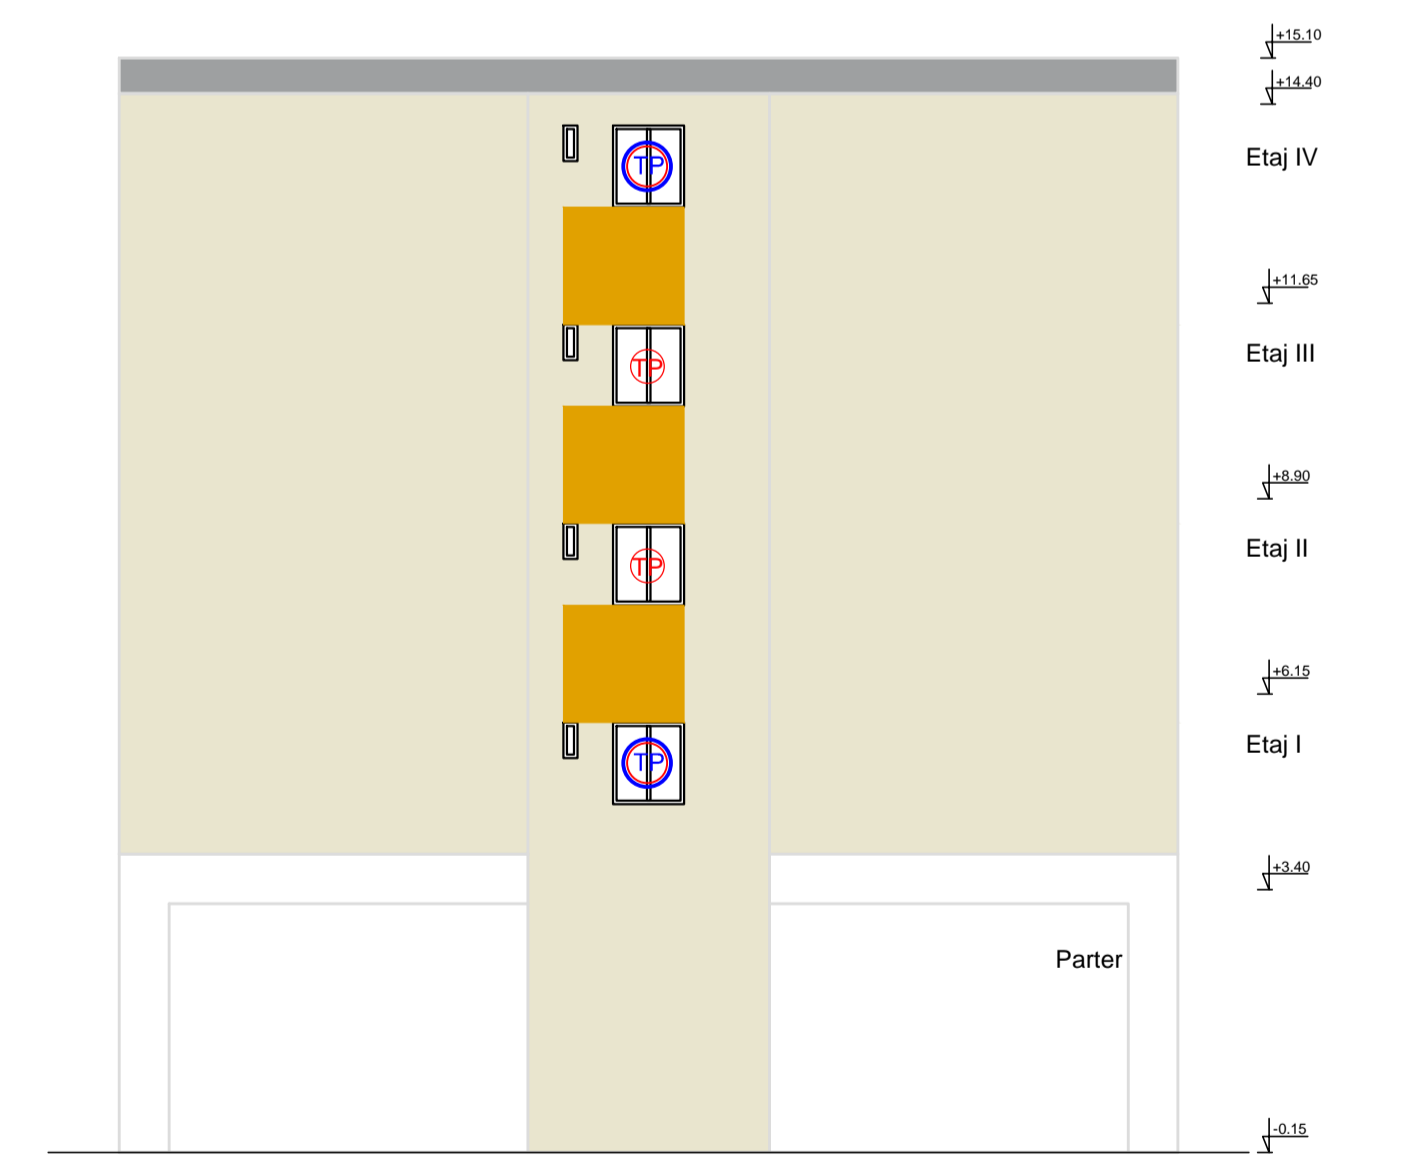 +15.10
+14.40
Etaj IV
TP
+11.65
Etaj III
TP
+8.90
Etaj II
TP
+6.15
Etaj I
TP
+3.40
Parter
-0.15